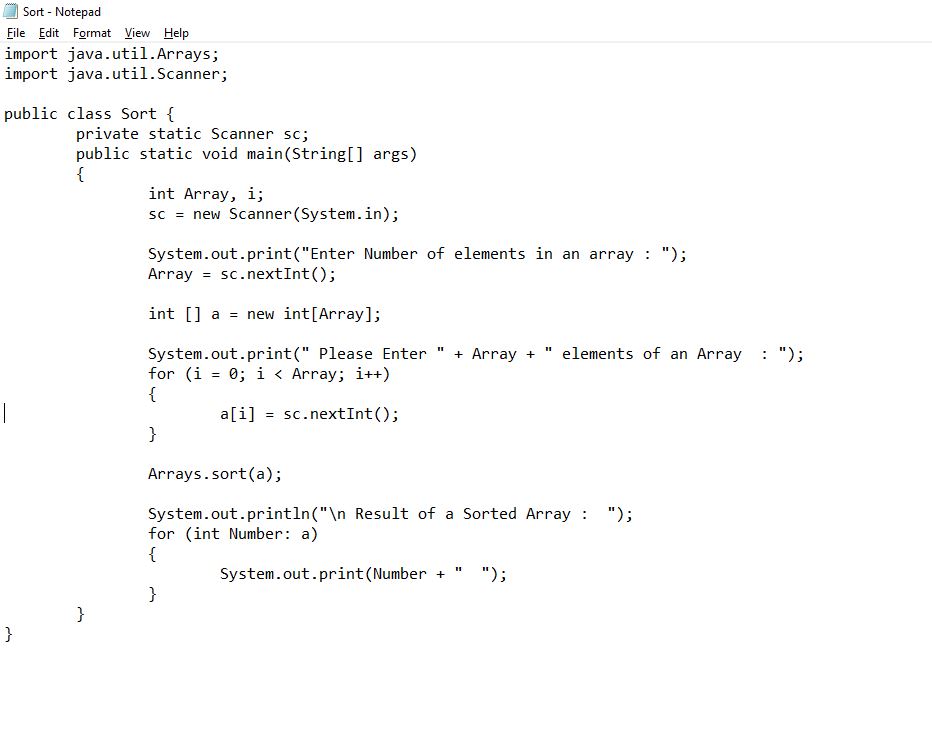 Sort - Notepad
File Edit Format View Help
import java.util.Arrays;
import java.util.Scanner;

public class Sort {
        private static Scanner sc;
        public static void main(String[] args)
        {
                int Array, i;
                sc = new Scanner(System.in);

                System.out.print("Enter Number of elements in an array : ");
                Array = sc.nextInt();

                int [] a = new int[Array];

                System.out.print(" Please Enter " + Array + " elements of an Array  : ");
                for (i = 0; i < Array; i++)
                {
                        a[i] = sc.nextInt();
                }

                Arrays.sort(a);

                System.out.println("\n Result of a Sorted Array :  ");
                for (int Number: a)
                {
                        System.out.print(Number + "  ");
                }
        }
}